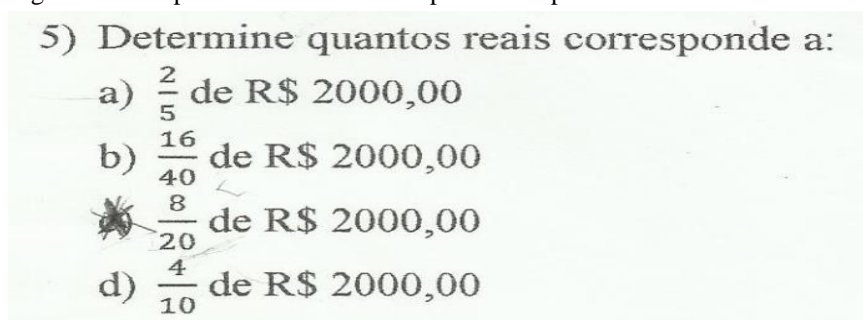 5) Determine quantos reais corresponde a:
a) 2/5 de R$ 2000,00
b) 16/40 de R$ 2000,00
8/20 de R$ 2000,00
d) 4/10 de R$ 2000,00